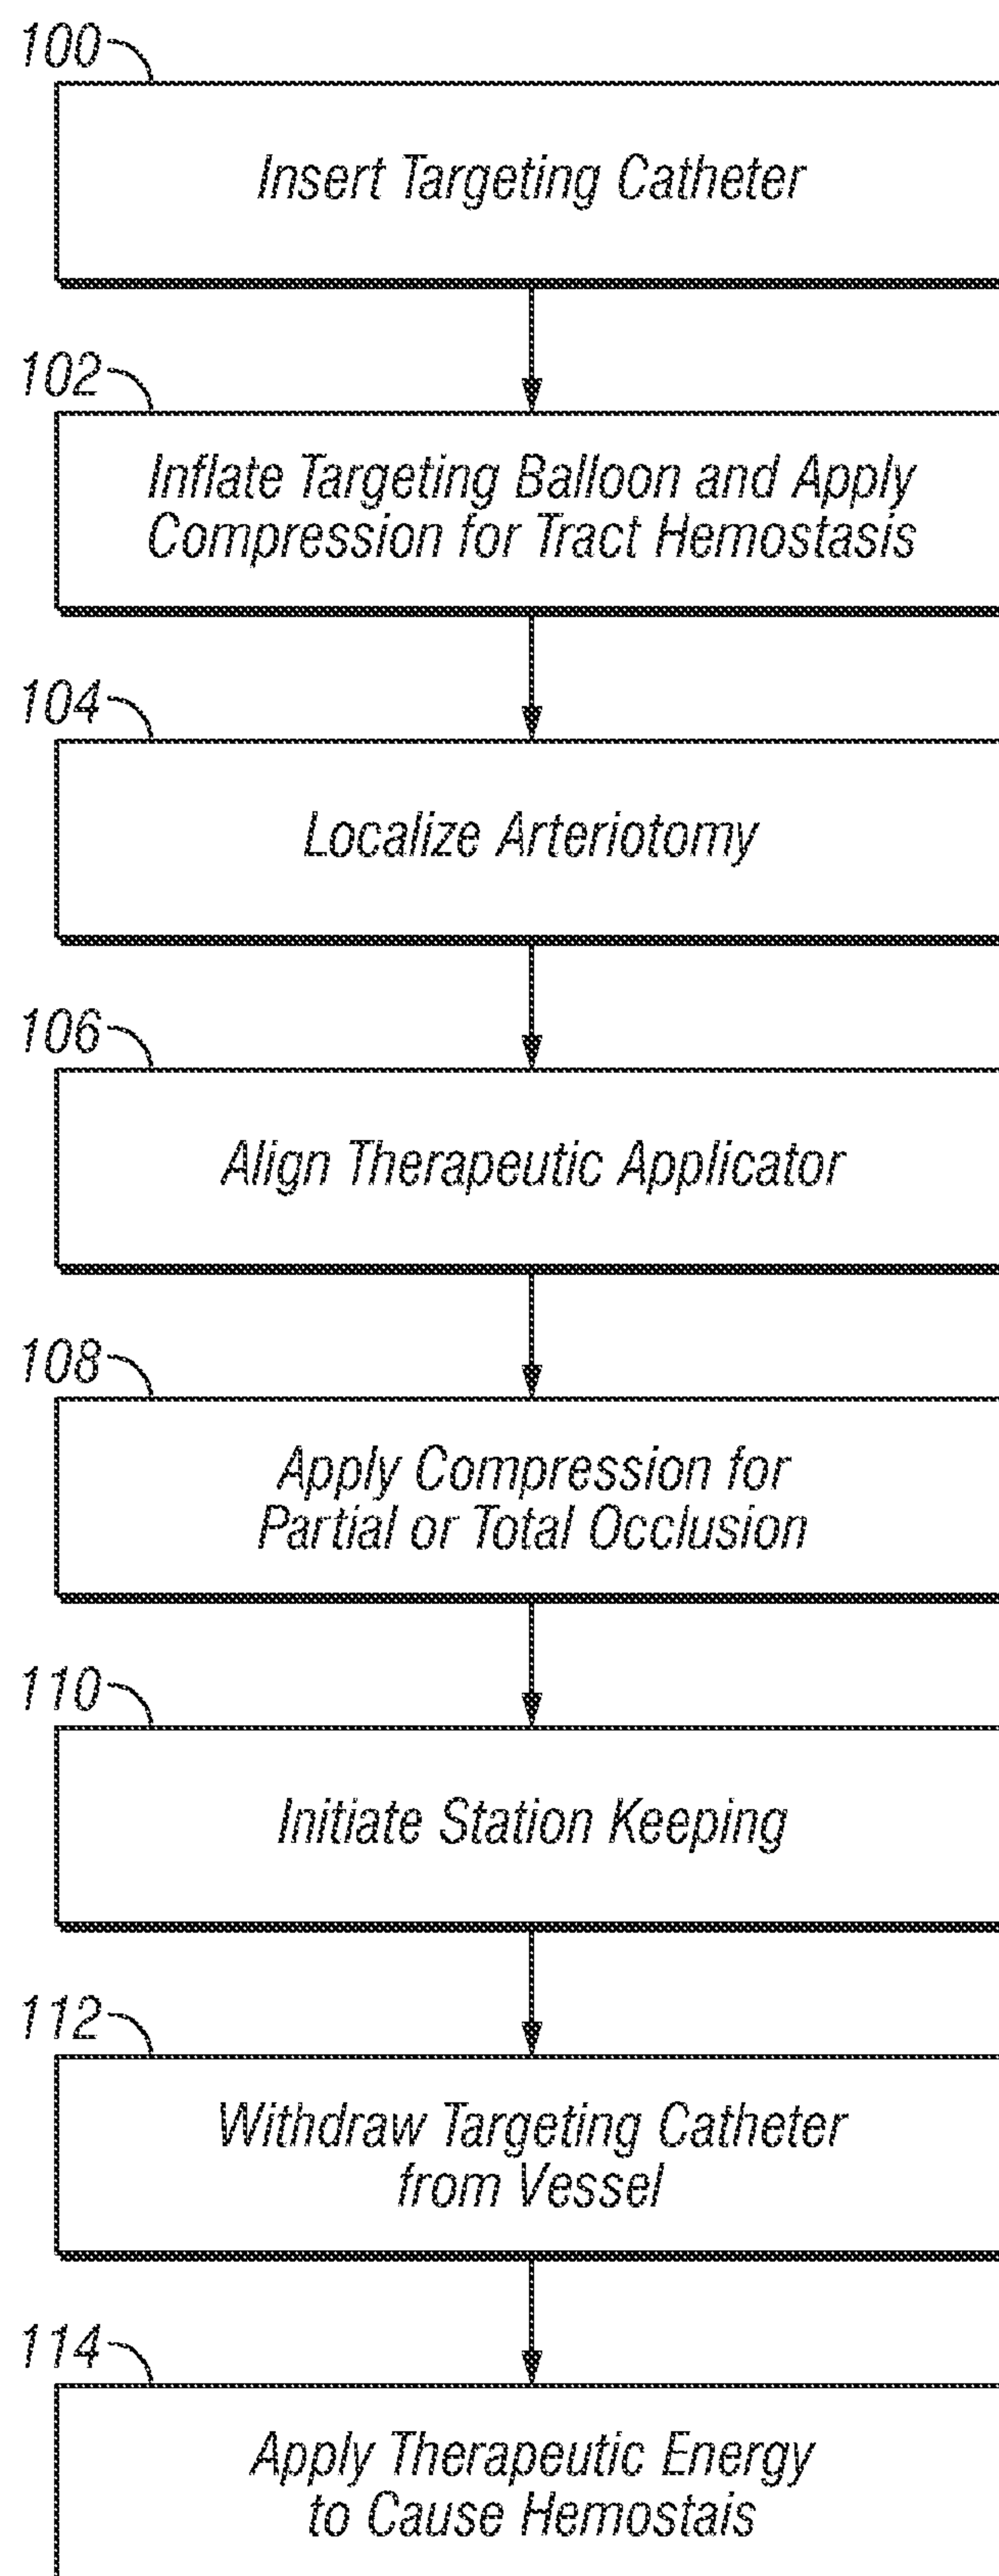 100
Insert Targeting Catheter
102
Inflate Targeting Balloon and Apply
Compression for Tract Hemostasis
104
Localize Arteriotomy
106
Align Therapeutic Applicator
108
Apply Compression for
Partial or Total Occlusion
110
Initiate Station Keeping
112
Withdraw Targeting Catheter
from Vessel
114
Apply Therapeutic Energy
to Cause Hemostais